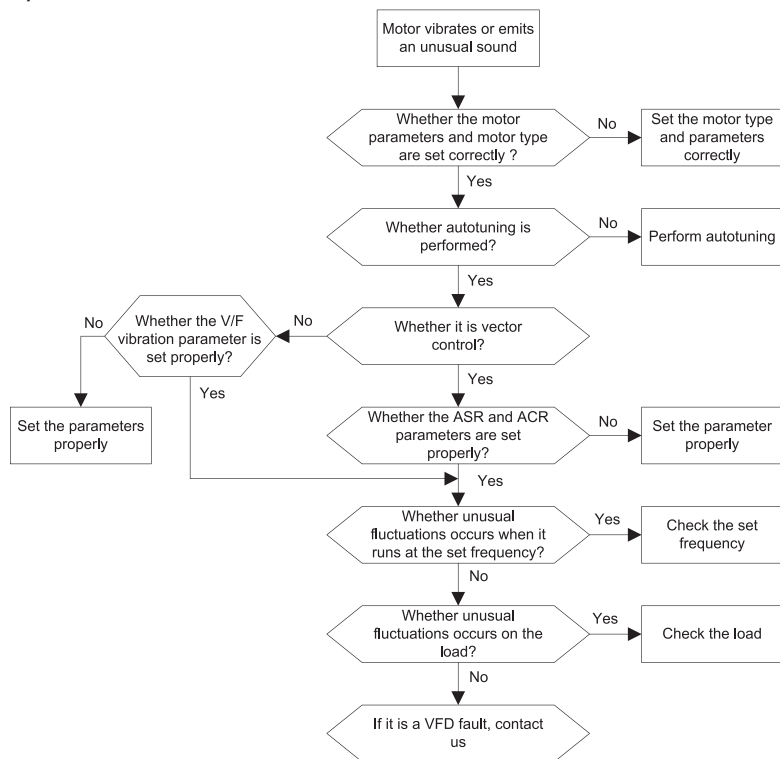 Motor vibrates or emits
an unusual sound
Whether the motor
parameters and motor type
are set correctly ?
No
Set the motor type
and parameters
correctly
Yes
Whether autotuning is
performed?
No
Perform autotuning
Yes
Whether it is vector
control?
No
Whether the V/F
vibration parameter is
set properly?
No
Set the parameters
properly
Yes
Yes
Whether the ASR and ACR
parameters are set
properly?
No
Set the parameter
properly
Yes
Whether unusual
fluctuations occurs when it
runs at the set frequency?
Yes
Check the set
frequency
No
Whether unusual
fluctuations occurs on the
load?
Yes
Check the load
No
If it is a VFD fault, contact
us